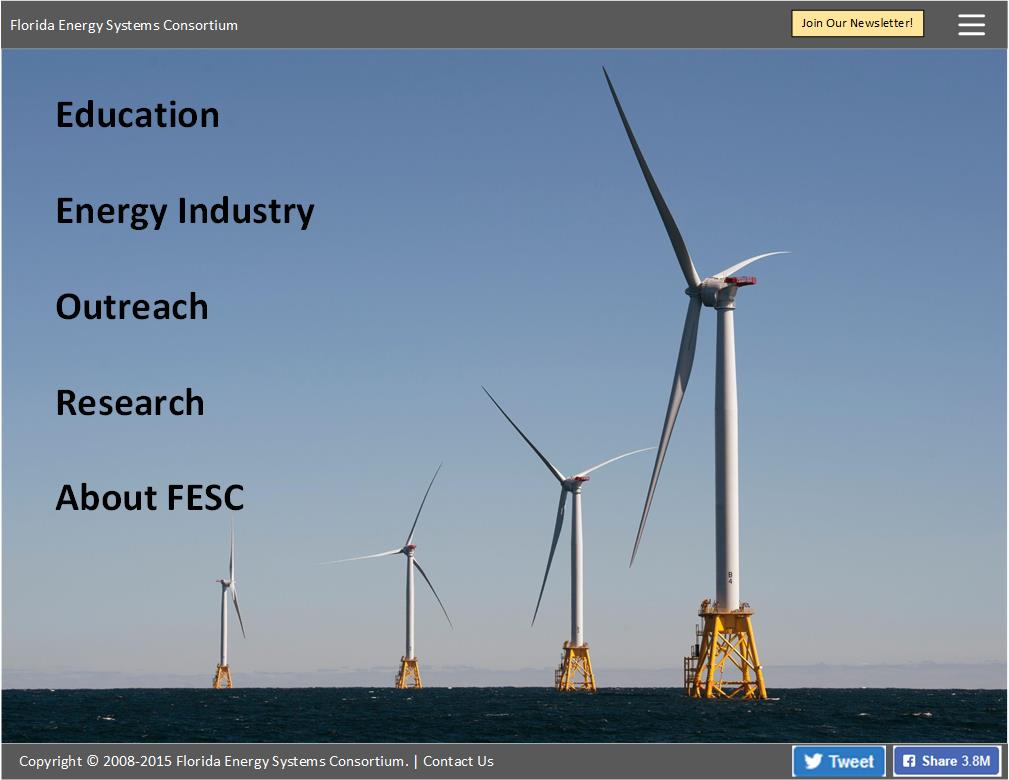 Florida Energy Systems Consortium
Join Our Newsletter!
Education
Energy Industry
Outreach
Research
About FESC
B
4
Copyright © 2008-2015 Florida Energy Systems Consortium. | Contact Us
Tweet
Share 3.8M